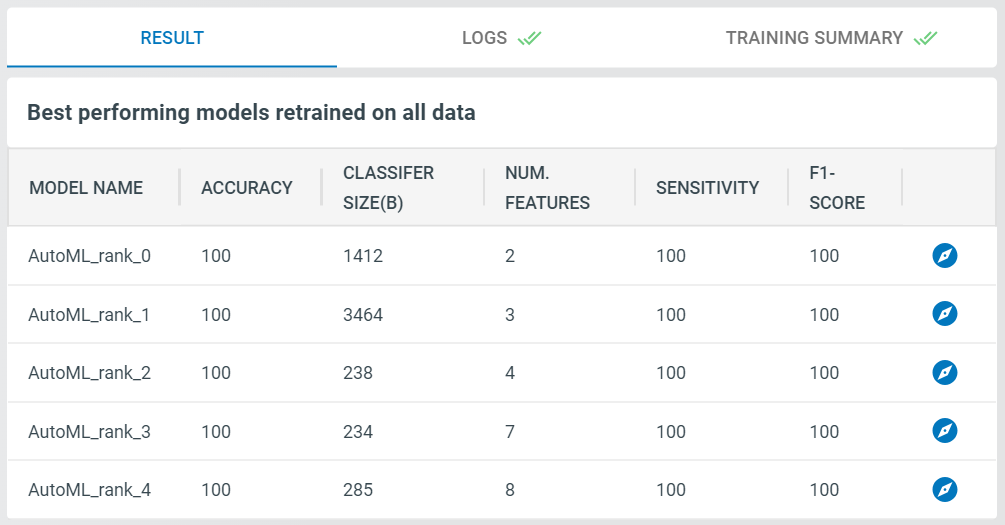 RESULT LOGS TRAINING SUMMARY
Best performing models retrained on all data
MODEL NAME ACCURACY CLASSIFER SIZE(B) NUM. FEATURES SENSITIVITY F1-SCORE
AutoML_rank_0 100 1412 2 100 100
AutoML_rank_1 100 3464 3 100 100
AutoML_rank_2 100 238 4 100 100
AutoML_rank_3 100 234 7 100 100
AutoML_rank_4 100 285 8 100 100